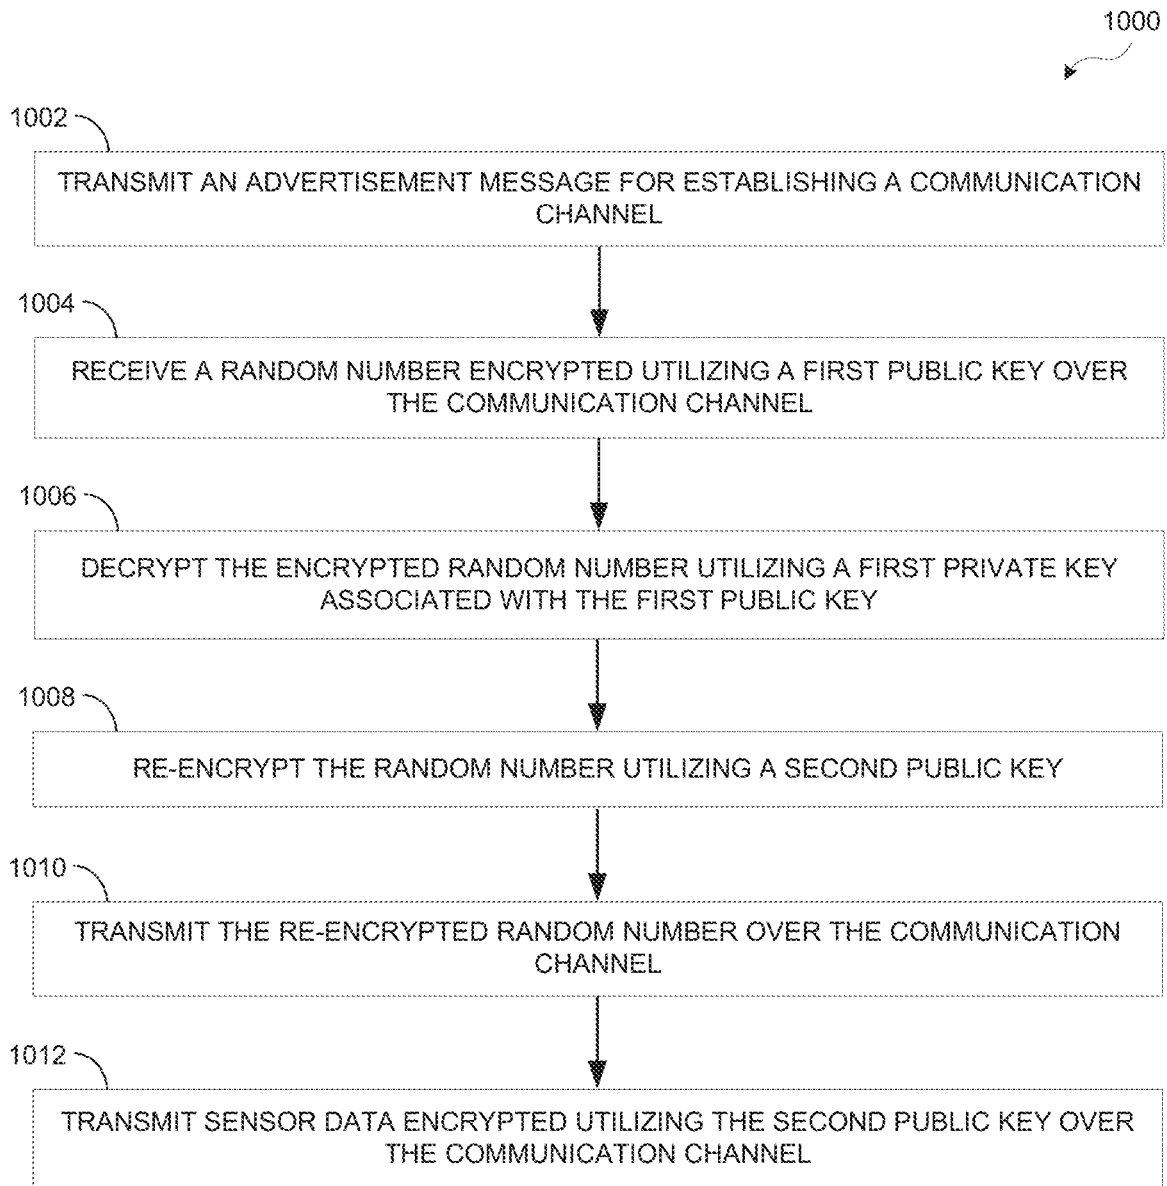 1000
1002
TRANSMIT AN ADVERTISEMENT MESSAGE FOR ESTABLISHING A COMMUNICATION
CHANNEL
1004
RECEIVE A RANDOM NUMBER ENCRYPTED UTILIZING A FIRST PUBLIC KEY OVER
THE COMMUNICATION CHANNEL
1006
DECRYPT THE ENCRYPTED RANDOM NUMBER UTILIZING A FIRST PRIVATE KEY
ASSOCIATED WITH THE FIRST PUBLIC KEY
1008
RE-ENCRYPT THE RANDOM NUMBER UTILIZING A SECOND PUBLIC KEY
1010
TRANSMIT THE RE-ENCRYPTED RANDOM NUMBER OVER THE COMMUNICATION
CHANNEL
1012
TRANSMIT SENSOR DATA ENCRYPTED UTILIZING THE SECOND PUBLIC KEY OVER
THE COMMUNICATION CHANNEL